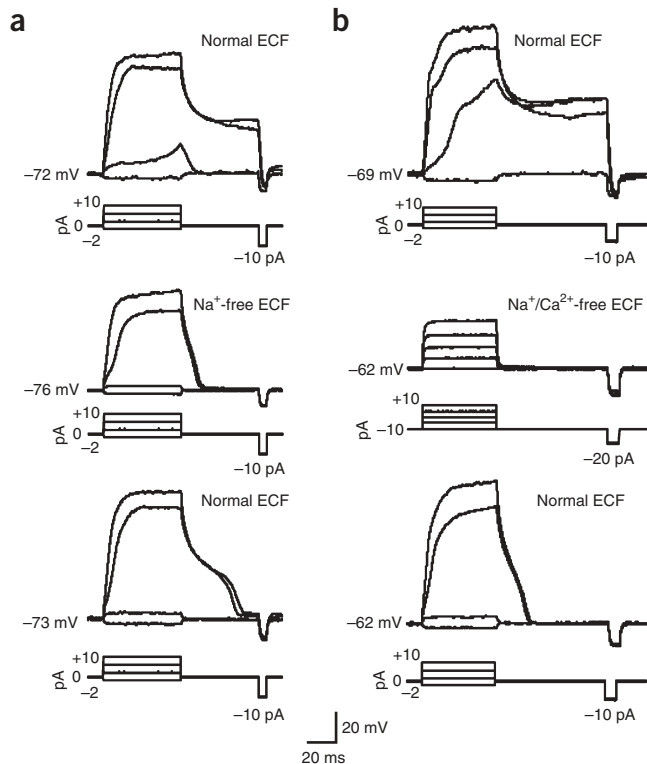 a
Normal ECF
−72 mV
+10
pA
0
−2
−10 pA
Na⁺-free ECF
−76 mV
+10
pA
0
−2
−10 pA
Normal ECF
−73 mV
+10
pA
0
−2
−10 pA
b
Normal ECF
−69 mV
+10
pA
0
−2
−10 pA
Na⁺/Ca²⁺-free ECF
−62 mV
+10
pA
−10
−20 pA
Normal ECF
−62 mV
+10
pA
0
−2
−10 pA
20 mV
20 ms